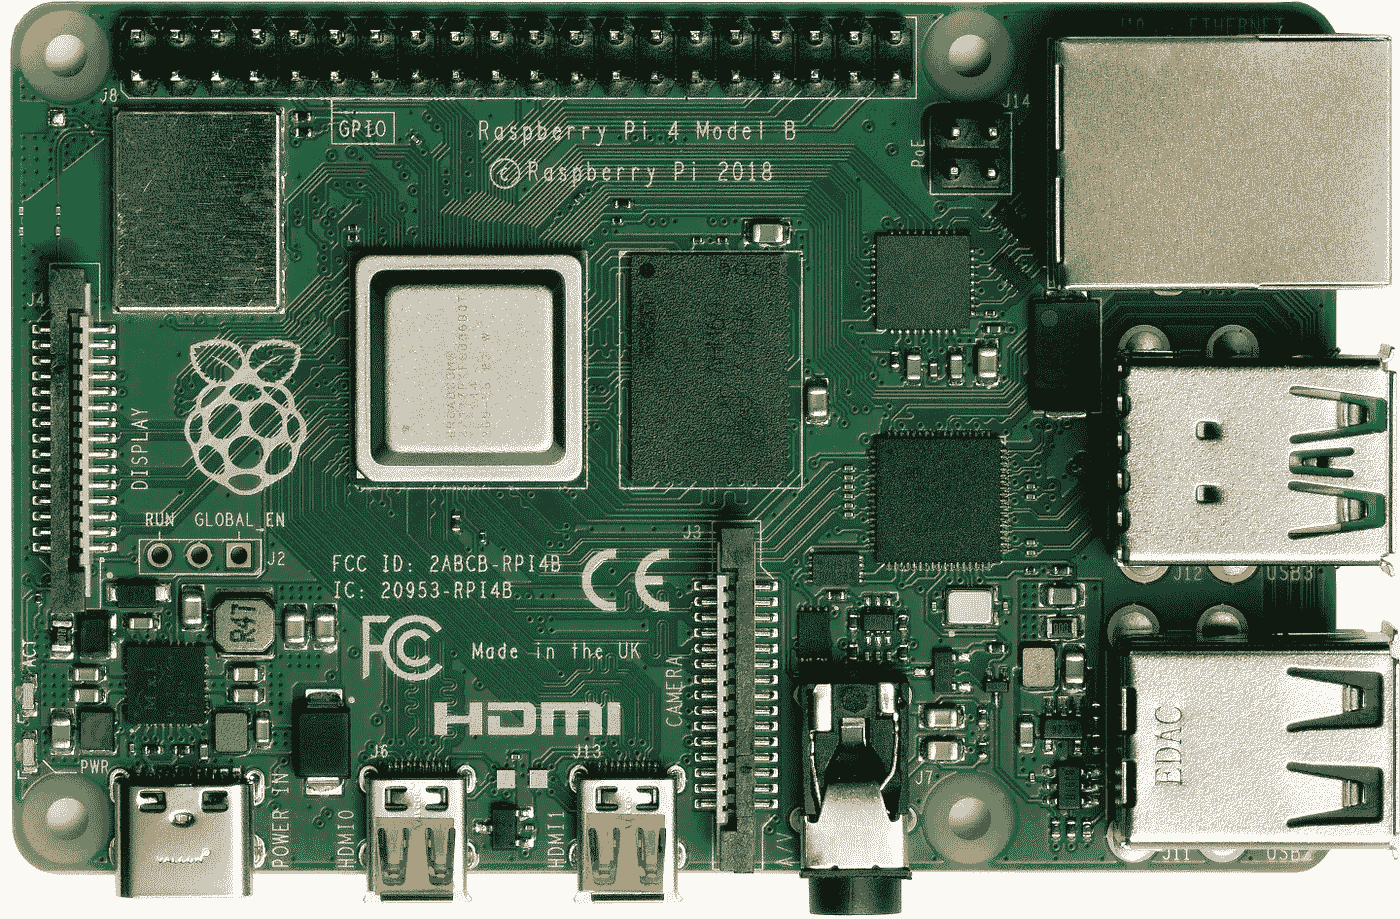 J8
GPIO
Raspberry Pi 4 Model B
© Raspberry Pi 2018
J14
PoE
ETHERNET
J4
DISPLAY
RUN GLOBAL_EN
J2
FCC ID: 2ABCB-RPI4B
IC: 20953-RPI4B
CE
FCC
Made in the UK
HDMI
J3
CAMERA
R47
ACT
PWR
POWER IN
J6
HDMI0
J13
HDMI1
A/V
J7
J12
USB3
EDAC
J11
USB2